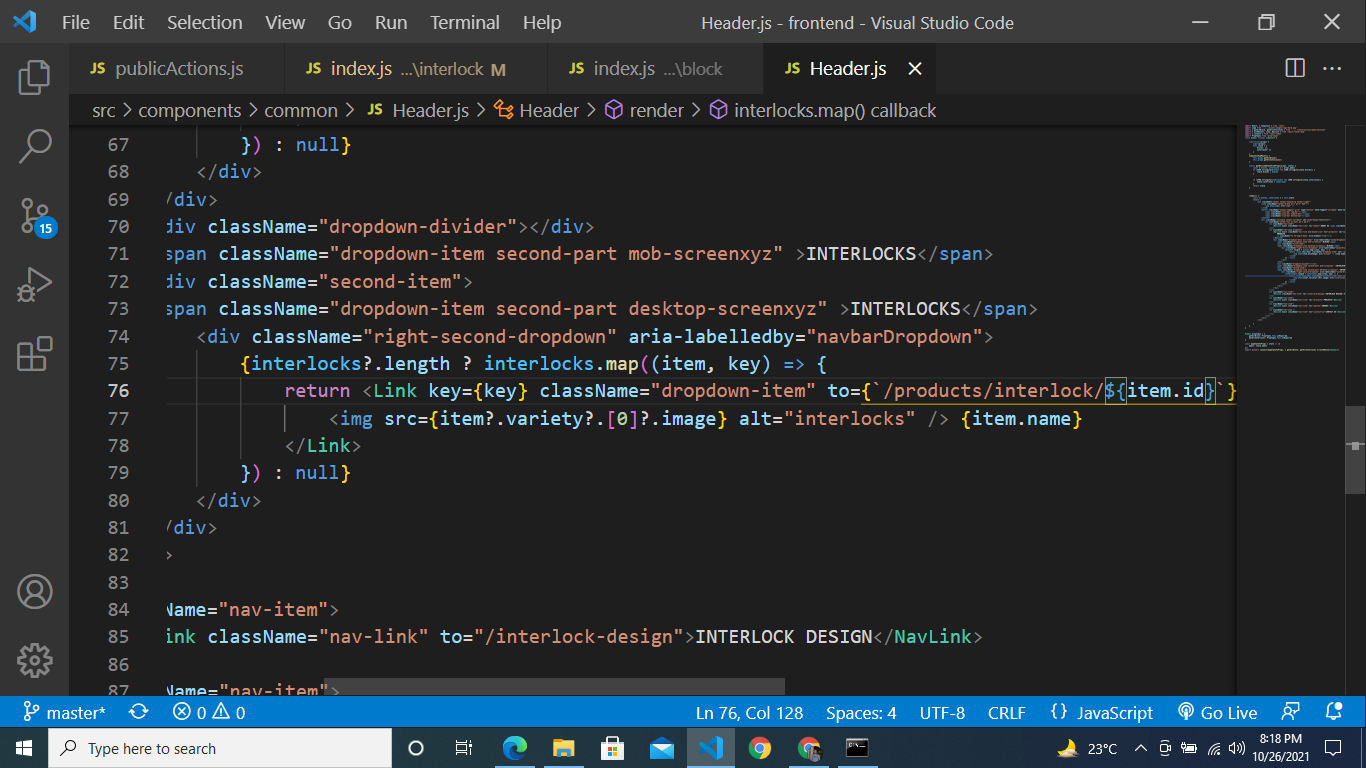 File Edit Selection View Go Run Terminal Help Header.js - frontend - Visual Studio Code
JS publicActions.js JS index.js ...\interlock M JS index.js ...\block JS Header.js
src > components > common > JS Header.js > Header > render > interlocks.map() callback
67 }) : null}
68 </div>
69 /div>
70 div className="dropdown-divider"></div>
71 span className="dropdown-item second-part mob-screenxyz" >INTERLOCKS</span>
72 div className="second-item">
73 span className="dropdown-item second-part desktop-screenxyz" >INTERLOCKS</span>
74 <div className="right-second-dropdown" aria-labelledby="navbarDropdown">
75 {interlocks?.length ? interlocks.map((item, key) => {
76 return <Link key={key} className="dropdown-item" to={`/products/interlock/${item.id}`}
77 <img src={item?.variety?.[0]?.image} alt="interlocks" /> {item.name}
78 </Link>
79 }) : null}
80 </div>
81 /div>
82 >
83
84 Name="nav-item">
85 ink className="nav-link" to="/interlock-design">INTERLOCK DESIGN</NavLink>
86
87 Name="nav-item">
15
master* 0 0 Ln 76, Col 128 Spaces: 4 UTF-8 CRLF {} JavaScript Go Live
Type here to search 23°C 8:18 PM
10/26/2021